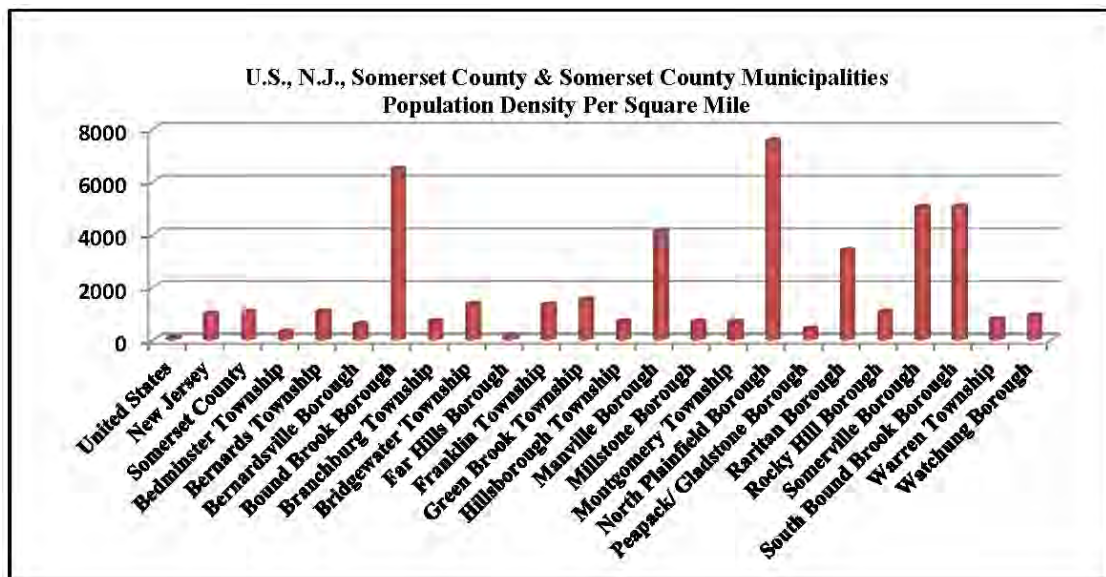 U.S., N.J., Somerset County & Somerset County Municipalities
Population Density Per Square Mile
8000
6000
4000
2000
0
United States
New Jersey
Somerset County
Bedminster Township
Bernards Township
Bernardsville Borough
Bound Brook Borough
Branchburg Township
Bridgewater Township
Far Hills Borough
Franklin Township
Green Brook Township
Hillsborough Township
Manville Borough
Millstone Borough
Montgomery Township
North Plainfield Borough
Peapack/ Gladstone Borough
Raritan Borough
Rocky Hill Borough
Somerville Borough
South Bound Brook Borough
Warren Township
Watchung Borough